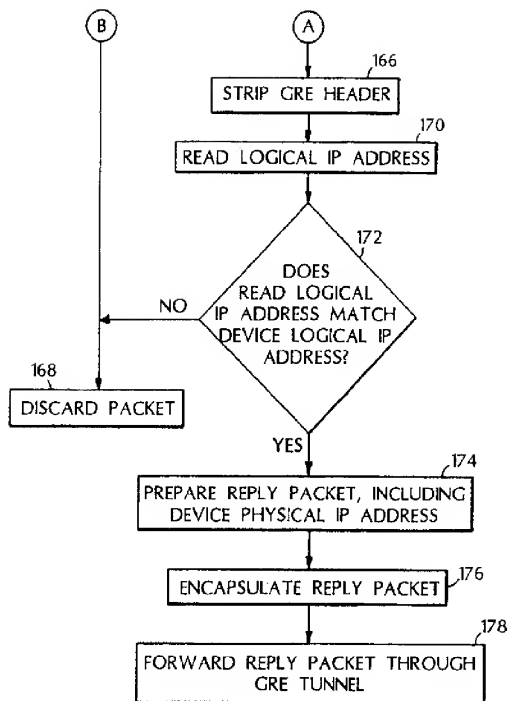 B
A
166
STRIP GRE HEADER
170
READ LOGICAL IP ADDRESS
172
DOES
READ LOGICAL
IP ADDRESS MATCH
DEVICE LOGICAL IP
ADDRESS?
NO
168
DISCARD PACKET
YES
174
PREPARE REPLY PACKET, INCLUDING
DEVICE PHYSICAL IP ADDRESS
176
ENCAPSULATE REPLY PACKET
178
FORWARD REPLY PACKET THROUGH
GRE TUNNEL